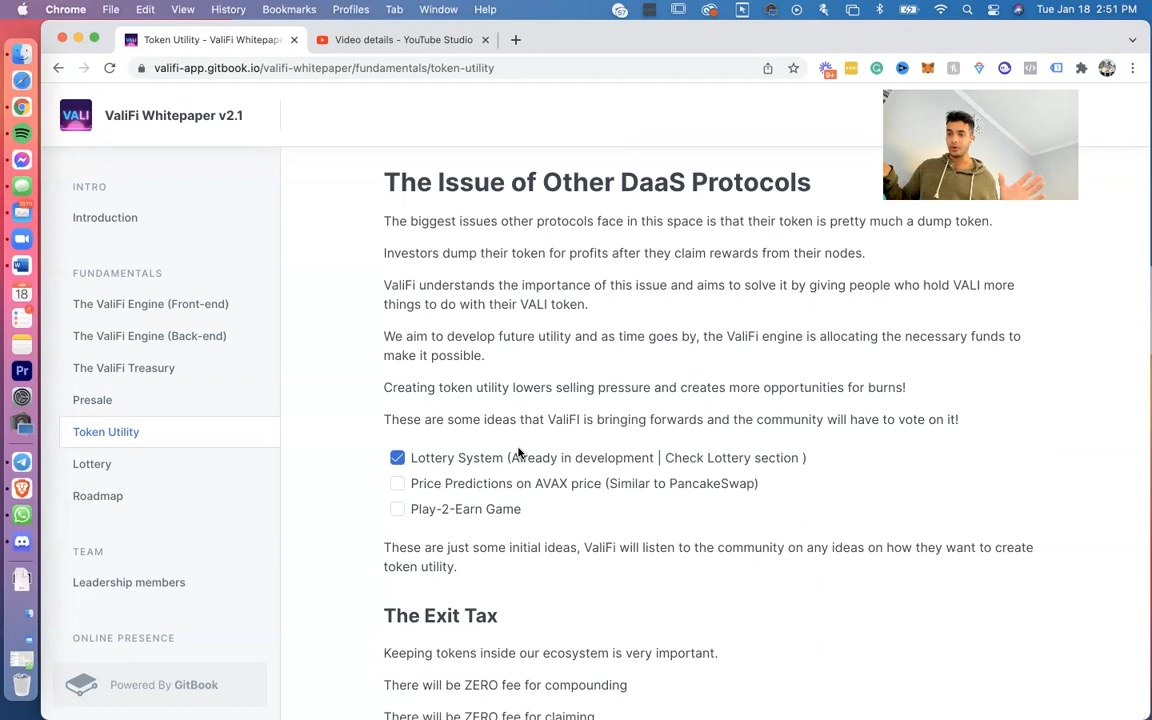 Chrome File Edit View History Bookmarks Profiles Tab Window Help
57
Tue Jan 18 2:51 PM
Token Utility - ValiFi Whitepape
Video details - YouTube Studio
valifi-app.gitbook.io/valifi-whitepaper/fundamentals/token-utility
9+
VALI
ValiFi Whitepaper v2.1
INTRO
Introduction
FUNDAMENTALS
The ValiFi Engine (Front-end)
The ValiFi Engine (Back-end)
The ValiFi Treasury
Presale
Token Utility
Lottery
Roadmap
TEAM
Leadership members
ONLINE PRESENCE
Powered By GitBook
The Issue of Other DaaS Protocols
The biggest issues other protocols face in this space is that their token is pretty much a dump token.
Investors dump their token for profits after they claim rewards from their nodes.
ValiFi understands the importance of this issue and aims to solve it by giving people who hold VALI more
things to do with their VALI token.
We aim to develop future utility and as time goes by, the ValiFi engine is allocating the necessary funds to
make it possible.
Creating token utility lowers selling pressure and creates more opportunities for burns!
These are some ideas that ValiFI is bringing forwards and the community will have to vote on it!
Lottery System (Already in development | Check Lottery section )
Price Predictions on AVAX price (Similar to PancakeSwap)
Play-2-Earn Game
These are just some initial ideas, ValiFi will listen to the community on any ideas on how they want to create
token utility.
The Exit Tax
Keeping tokens inside our ecosystem is very important.
There will be ZERO fee for compounding
There will be ZERO fee for claiming
18
Pr